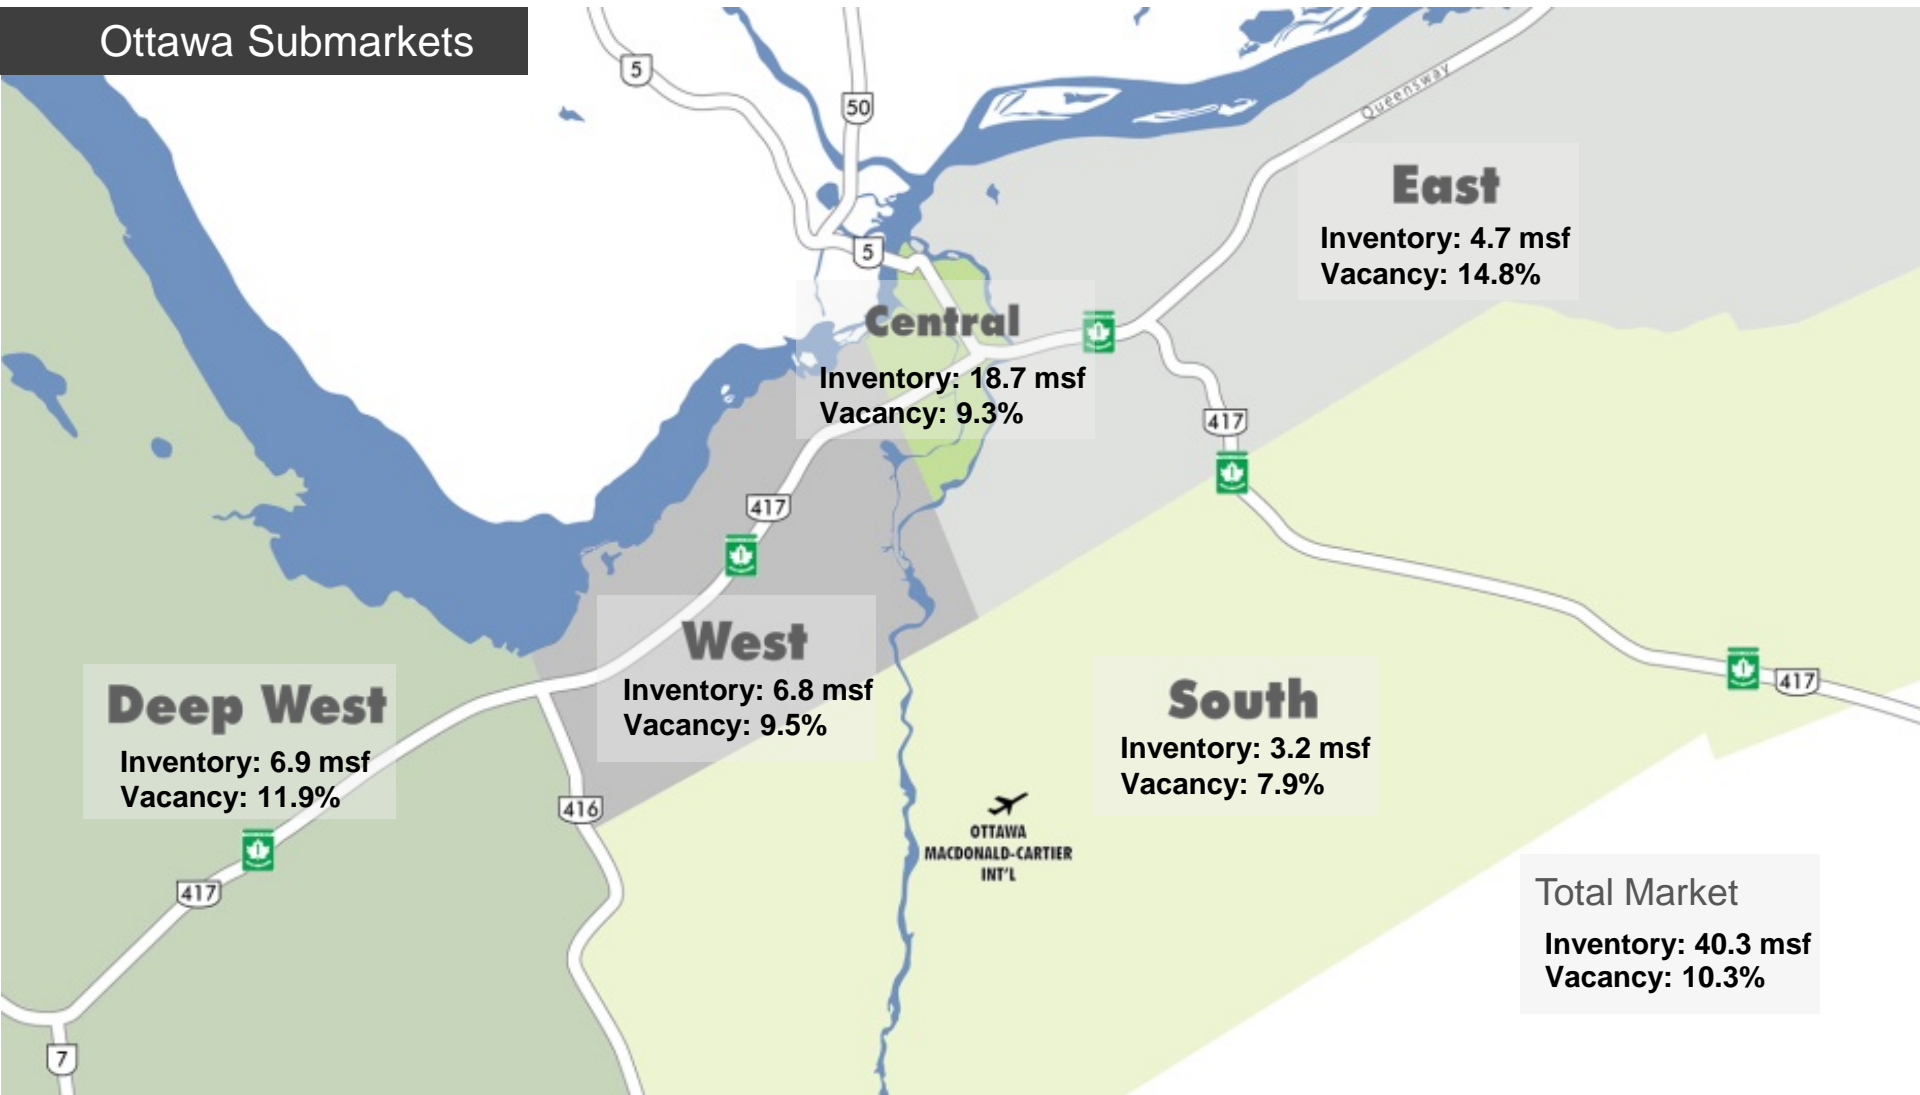 Ottawa Submarkets
5
50
Queensway
East
Inventory: 4.7 msf
Vacancy: 14.8%
5
Central
Inventory: 18.7 msf
Vacancy: 9.3%
417
417
West
Inventory: 6.8 msf
Vacancy: 9.5%
Deep West
Inventory: 6.9 msf
Vacancy: 11.9%
South
Inventory: 3.2 msf
Vacancy: 7.9%
417
416
OTTAWA
MACDONALD-CARTIER
INT'L
417
Total Market
Inventory: 40.3 msf
Vacancy: 10.3%
7